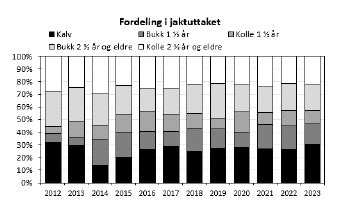 Fordeling i jaktuttaket
Kalv Bukk 1 ½ år Kolle 1 ½ år
Bukk 2 ½ år og eldre Kolle 2 ½ år og eldre
100%
90%
80%
70%
60%
50%
40%
30%
20%
10%
0%
2012 2013 2014 2015 2016 2017 2018 2019 2020 2021 2022 2023